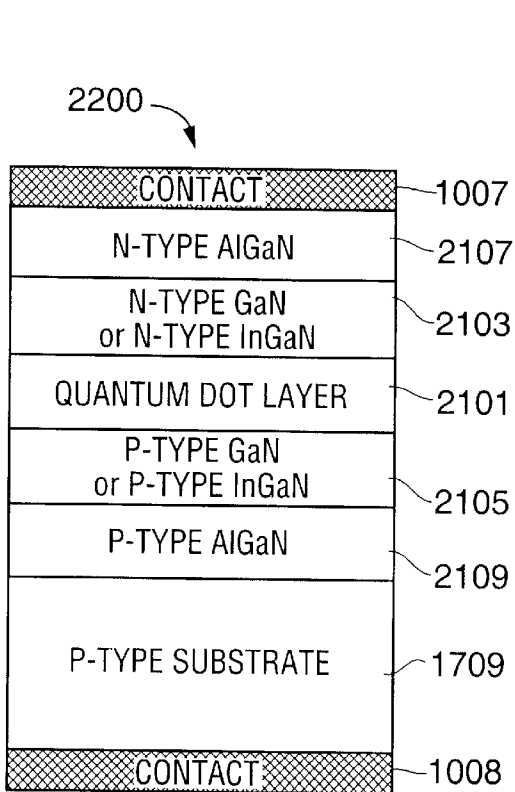 2200
CONTACT
1007
N-TYPE AlGaN
2107
N-TYPE GaN
or N-TYPE InGaN
2103
QUANTUM DOT LAYER
2101
P-TYPE GaN
or P-TYPE InGaN
2105
P-TYPE AlGaN
2109
P-TYPE SUBSTRATE
1709
CONTACT
1008